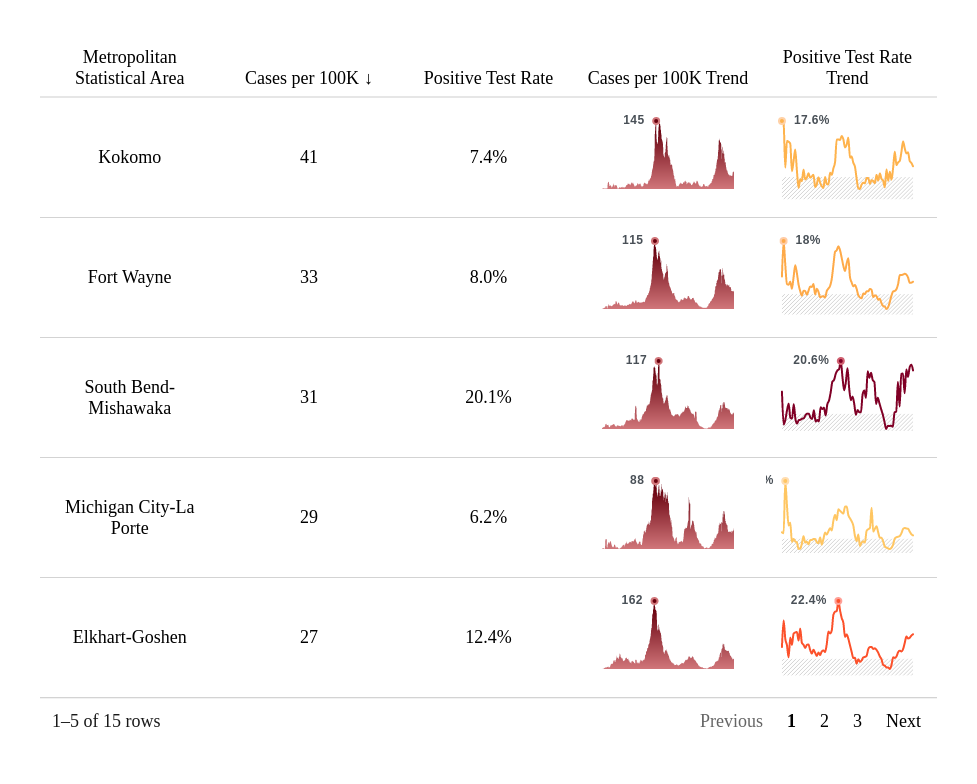 Metropolitan
Statistical Area
Cases per 100K ↓
Positive Test Rate
Cases per 100K Trend
Positive Test Rate
Trend
Kokomo
41
7.4%
145
17.6%
Fort Wayne
33
8.0%
115
18%
South Bend-
Mishawaka
31
20.1%
117
20.6%
Michigan City-La
Porte
29
6.2%
88
%
Elkhart-Goshen
27
12.4%
162
22.4%
1–5 of 15 rows
Previous 1 2 3 Next